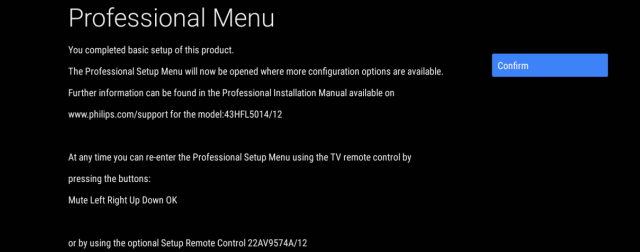 Professional Menu
You completed basic setup of this product.
The Professional Setup Menu will now be opened where more configuration options are available.
Confirm
Further information can be found in the Professional Installation Manual available on
www.philips.com/support for the model:43HFL5014/12
At any time you can re-enter the Professional Setup Menu using the TV remote control by
pressing the buttons:
Mute Left Right Up Down OK
or by using the optional Setup Remote Control 22AV9574A/12